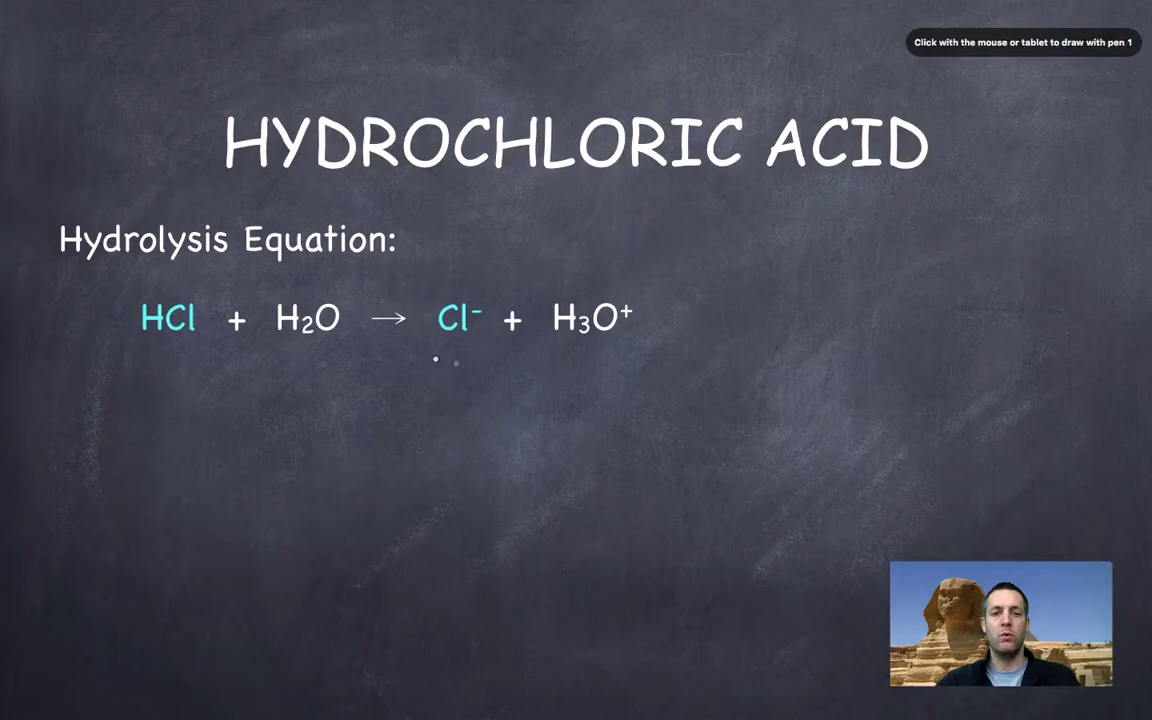 Click with the mouse or tablet to draw with pen 1
HYDROCHLORIC ACID
Hydrolysis Equation:
HCl + H₂O → Cl⁻ + H₃O⁺